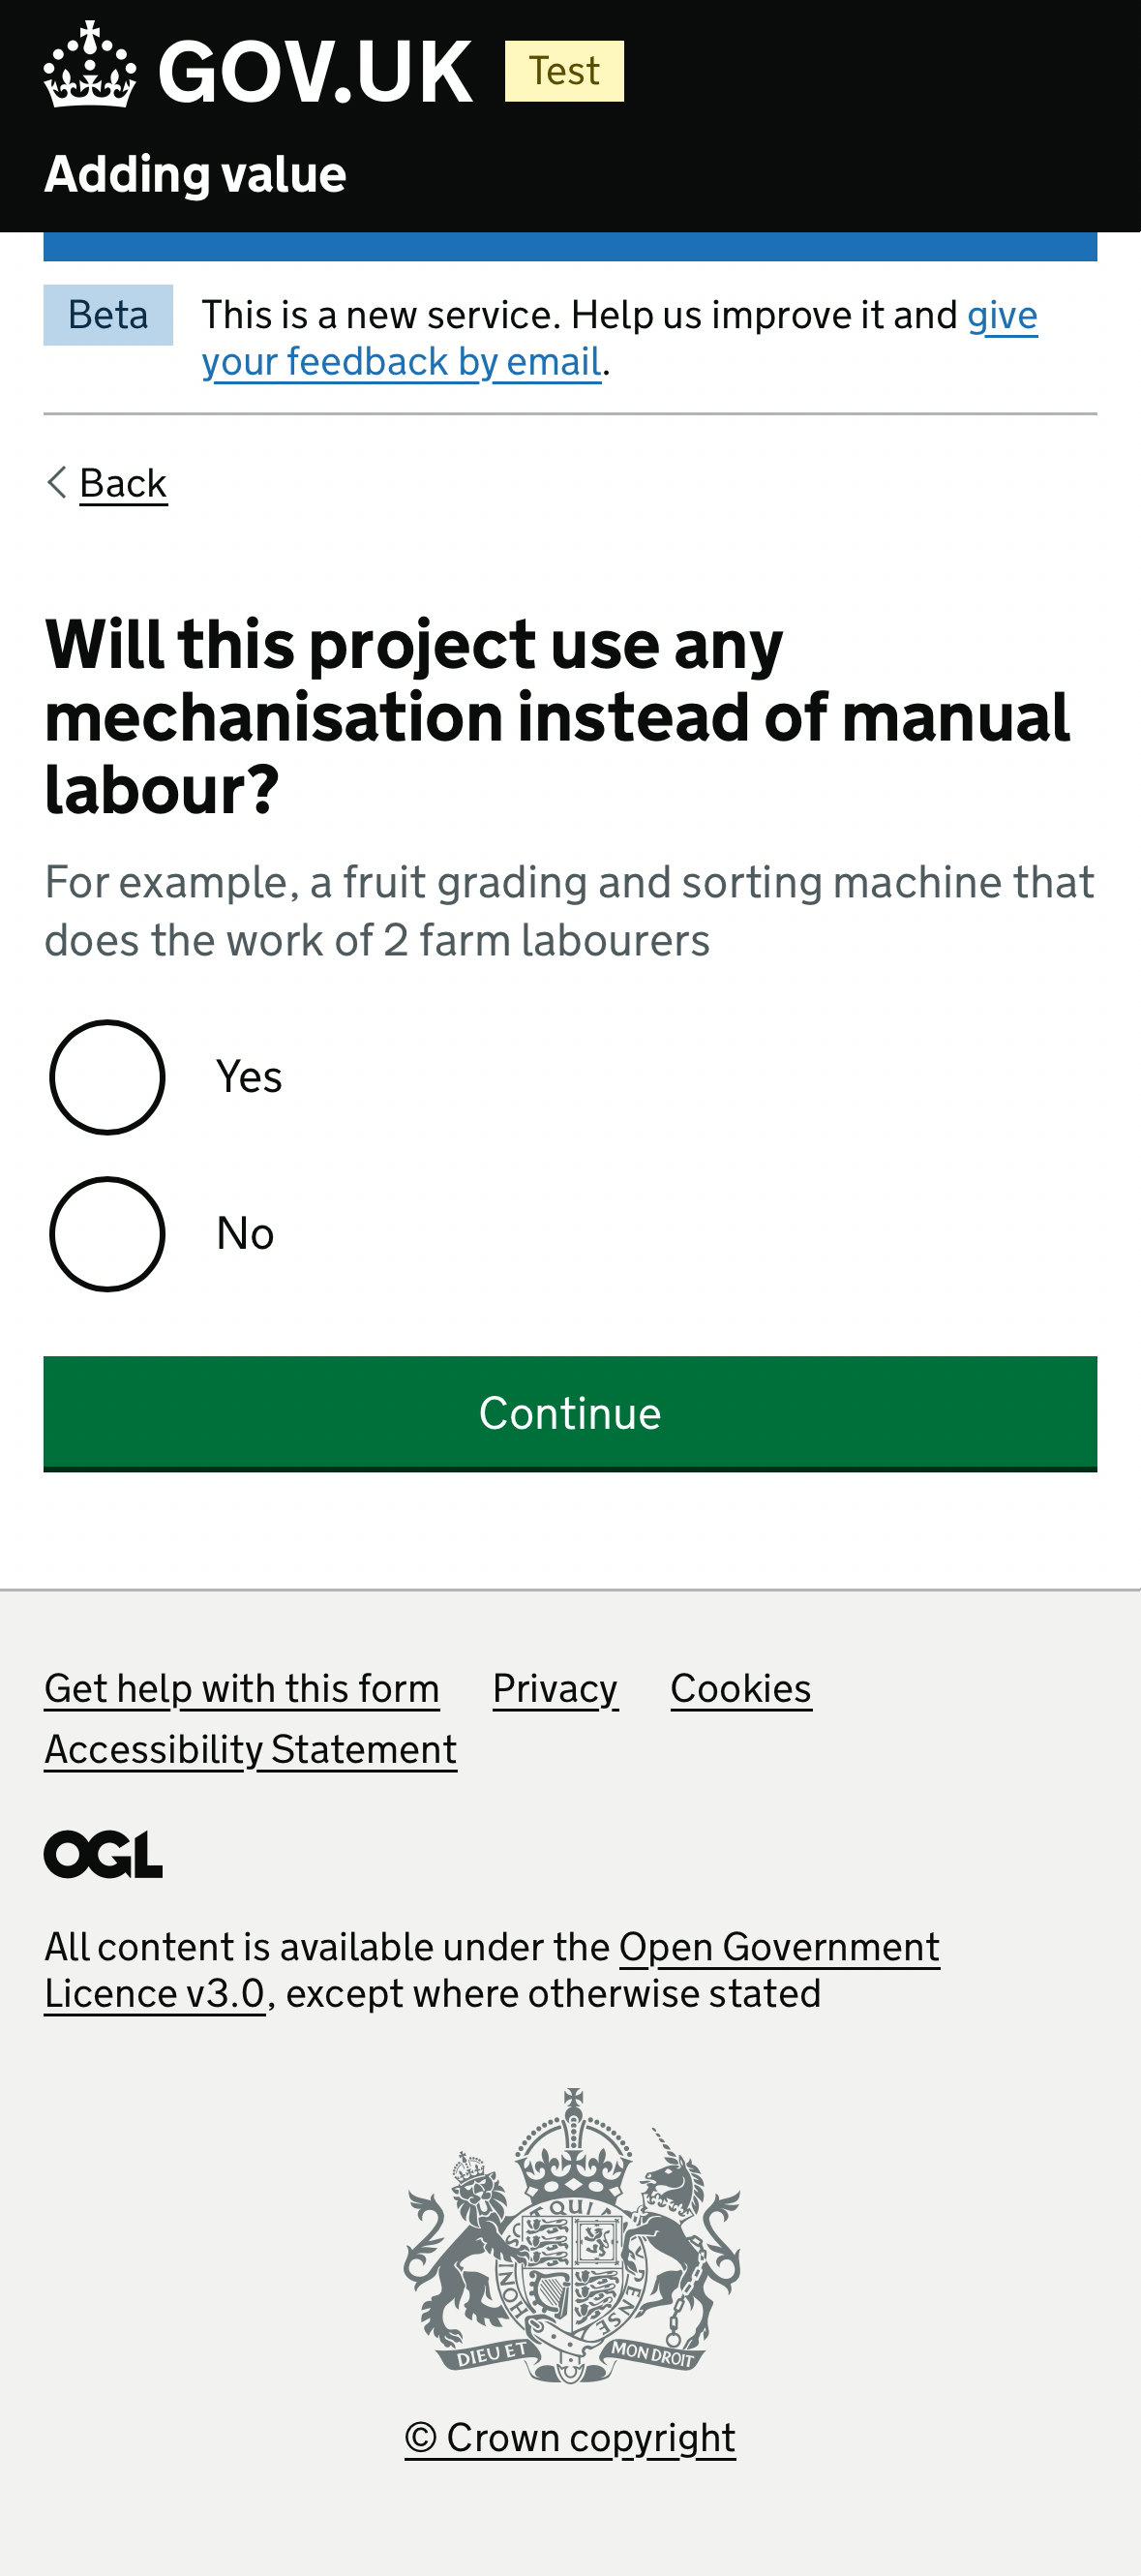 GOV.UK Test
Adding value
Beta This is a new service. Help us improve it and give
your feedback by email.
Back
Will this project use any
mechanisation instead of manual
labour?
For example, a fruit grading and sorting machine that
does the work of 2 farm labourers
Yes
No
Continue
Get help with this form Privacy Cookies
Accessibility Statement
OGL
All content is available under the Open Government
Licence v3.0, except where otherwise stated
QUI
HONI
PENSE
DIEU ET MON DROIT
© Crown copyright